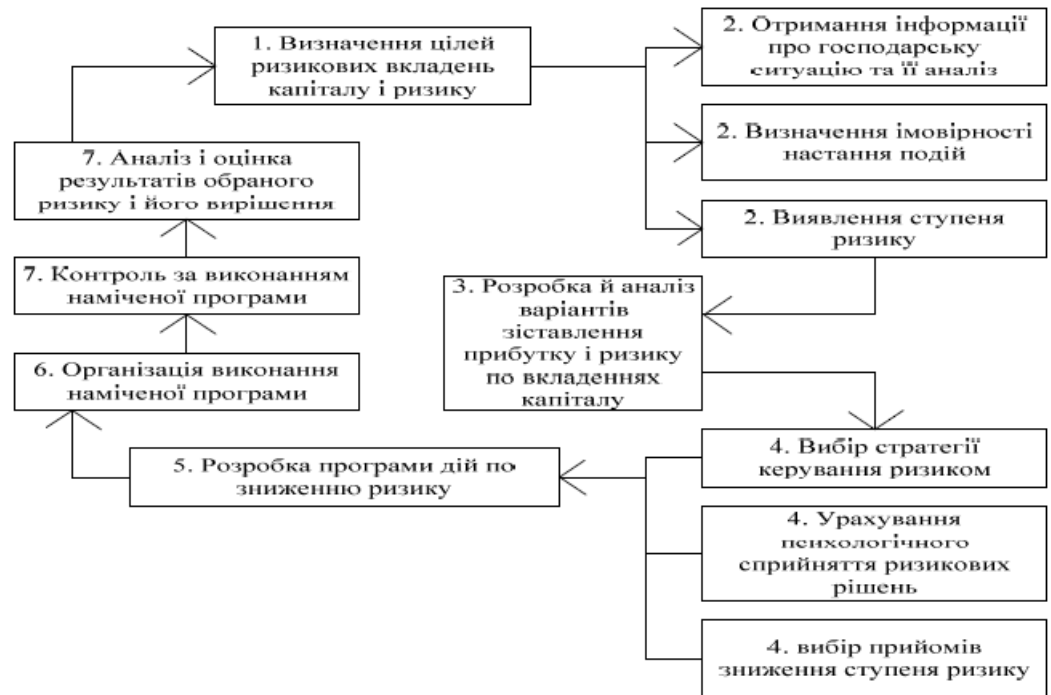 1. Визначення цілей
ризикових вкладень
капіталу і ризику
2. Отримання інформації
про господарську
ситуацію та її аналіз
2. Визначення імовірності
настання подій
2. Виявлення ступеня
ризику
3. Розробка й аналіз
варіантів
зіставлення
прибутку і ризику
по вкладеннях
капіталу
4. Вибір стратегії
керування ризиком
4. Урахування
психологічного
сприйняття ризикових
рішень
4. вибір прийомів
зниження ступеня ризику
5. Розробка програми дій по
зниженню ризику
6. Організація виконання
наміченої програми
7. Контроль за виконанням
наміченої програми
7. Аналіз і оцінка
результатів обраного
ризику і його вирішення